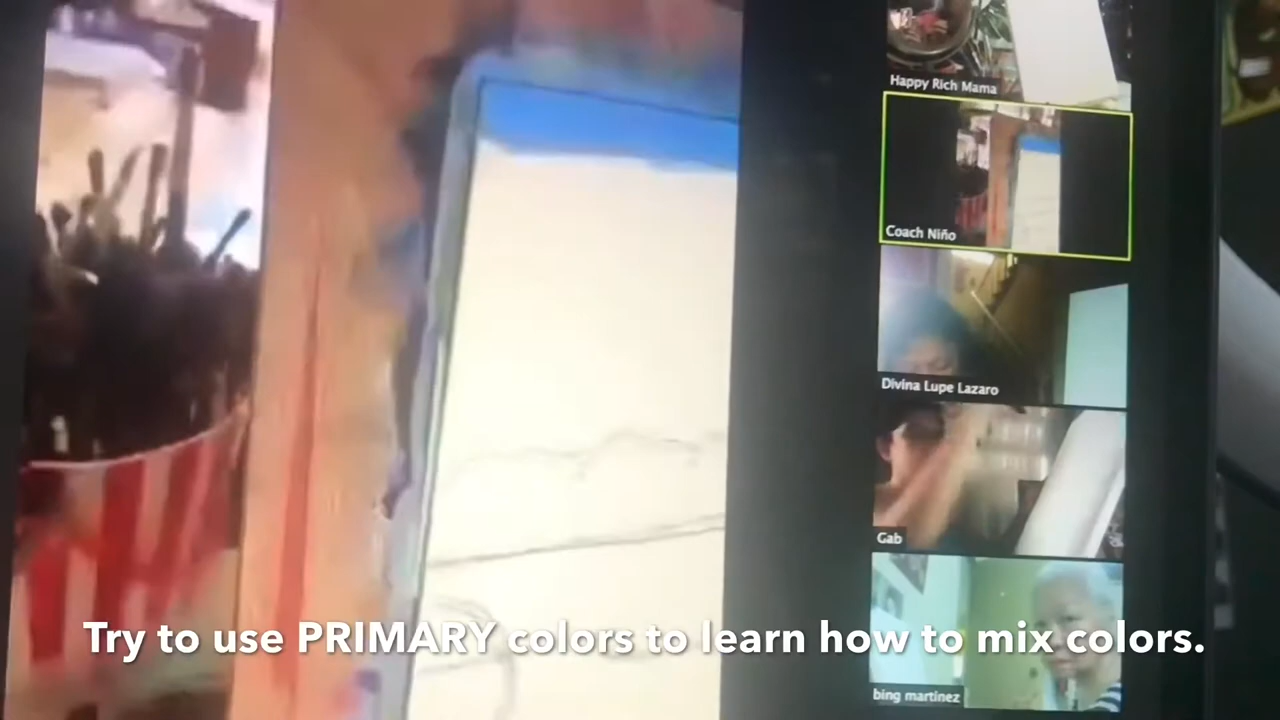 Happy Rich Mama
Coach Niño
Divina Lupe Lazaro
Gab
bing martinez
Try to use PRIMARY colors to learn how to mix colors.